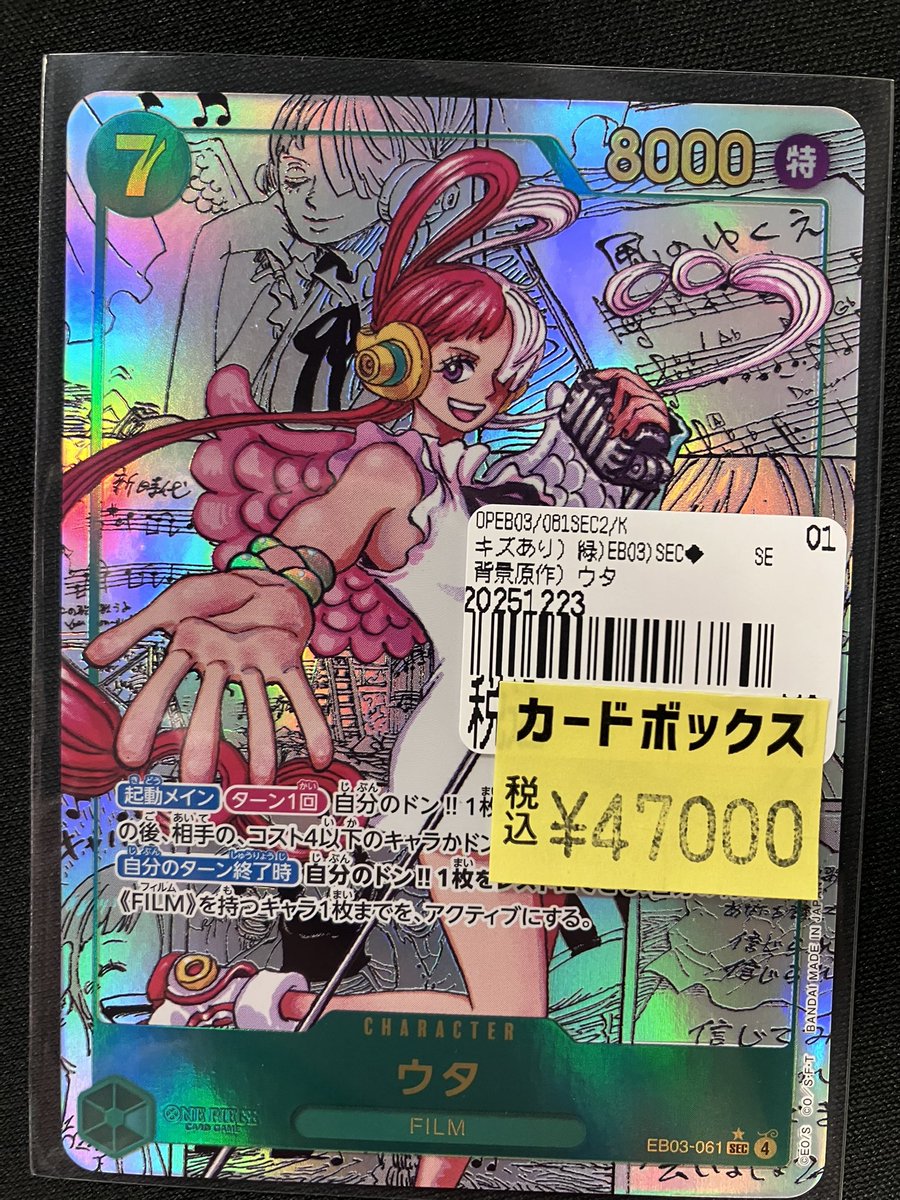 7
8000
特
風のゆくえ
新時代
OPEB03/061SEC2/K
01
キズあり) 緑)EB03)SEC◆ SE
背景原作) ウタ
20251223
税
カードボックス
税込
¥47000
起動メイン ターン1回 自分のドン!! 1枚
の後、相手の、コスト4以下のキャラかドン
自分のターン終了時 自分のドン!! 1枚を
《FILM》を持つキャラ1枚までを、アクティブにする。
信じて
CHARACTER
ウタ
FILM
ONE PIECE
CARD GAME
EB03-061 SEC 4
©E.O/S ©O/S·F·T BANDAI MADE IN JAPAN